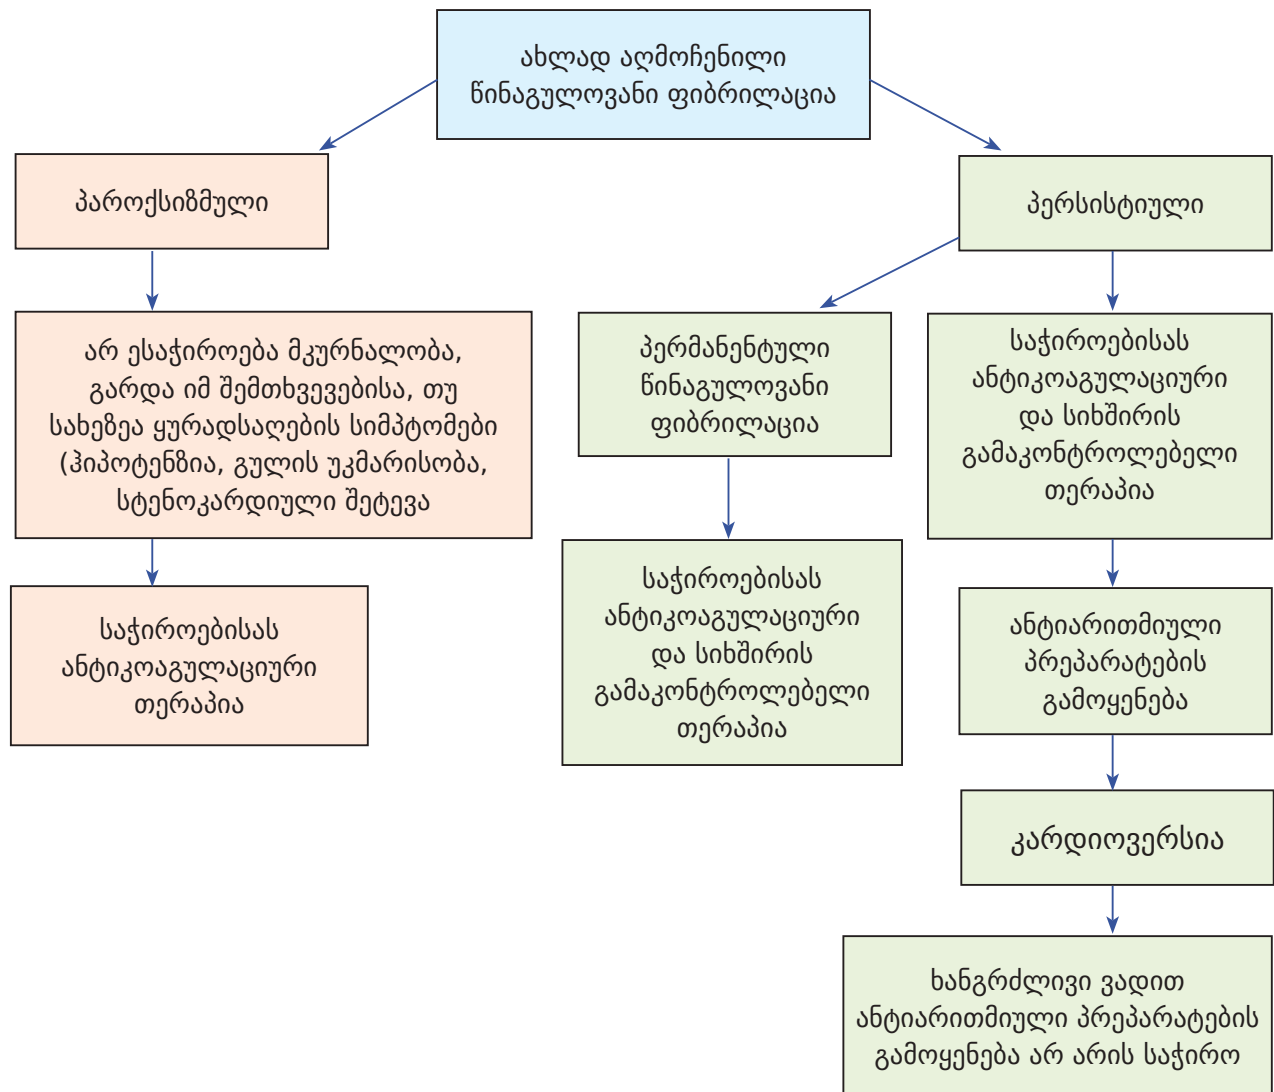 ახლად აღმოჩენილი
წინაგულოვანი ფიბრილაცია
პაროქსიზმული
პერსისტიული
არ ესაჭიროება მკურნალობა,
გარდა იმ შემთხვევებისა, თუ
სახეზეა ყურადსაღების სიმპტომები
(ჰიპოტენზია, გულის უკმარისობა,
სტენოკარდიული შეტევა
პერმანენტული
წინაგულოვანი
ფიბრილაცია
საჭიროებისას
ანტიკოაგულაციური
და სიხშირის
გამაკონტროლებელი
თერაპია
საჭიროებისას
ანტიკოაგულაციური
თერაპია
საჭიროებისას
ანტიკოაგულაციური
და სიხშირის
გამაკონტროლებელი
თერაპია
ანტიარითმიული
პრეპარატების
გამოყენება
კარდიოვერსია
ხანგრძლივი ვადით
ანტიარითმიული პრეპარატების
გამოყენება არ არის საჭირო